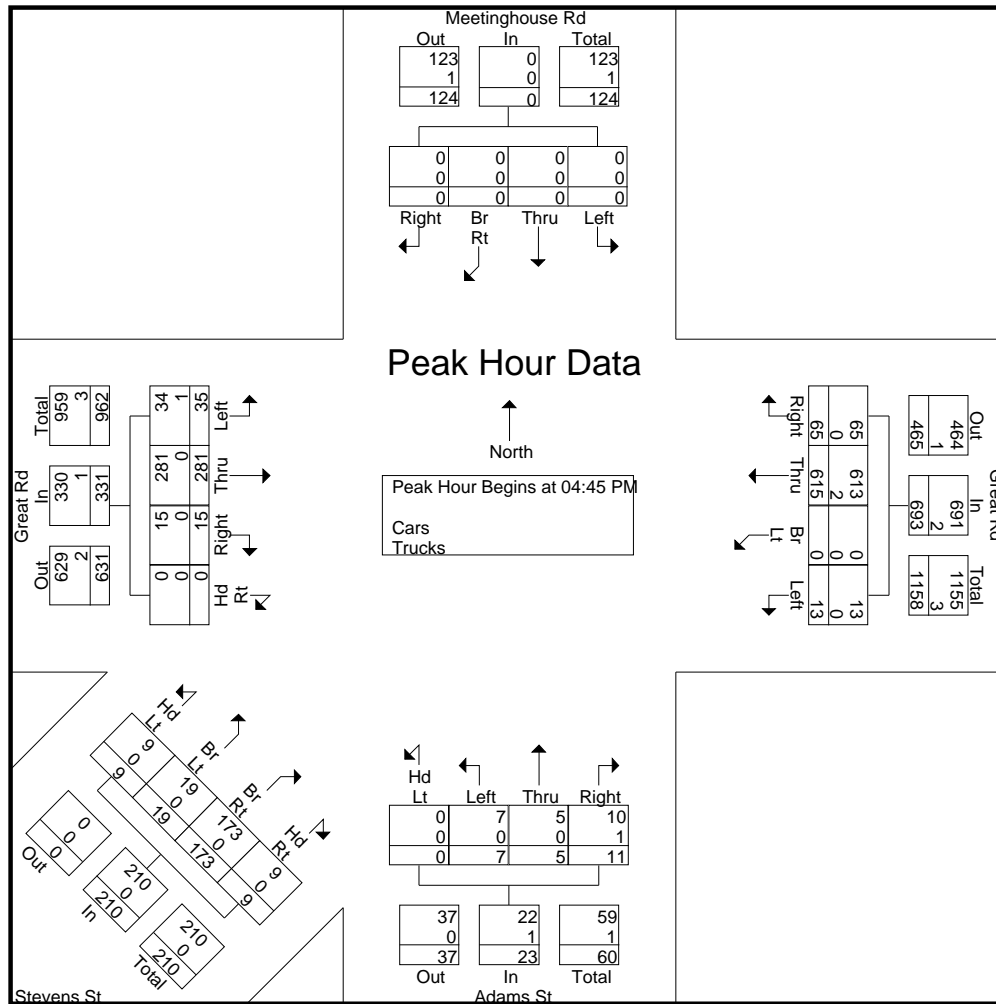 Meetinghouse Rd
Out In Total
123 0 123
1 0 1
124 0 124
0 0 0 0
0 0 0 0
0 0 0 0
Right Br Rt Thru Left
Peak Hour Data
North
Peak Hour Begins at 04:45 PM
Cars
Trucks
Great Rd
Total In Out
959 330 629
3 1 2
962 331 631
34 281 15 0
1 0 0 0
35 281 15 0
Left Thru Right Hd Rt
Right Thru Br Lt Left
65 615 0 13
0 2 0 0
65 613 0 13
465 693 1158
1 2 3
464 691 1155
Out In Total
Great Rd
Hd Lt Br Lt Br Rt Hd Rt
9 19 173 9
0 0 0 0
9 19 173 9
0 210 210
0 0 0
0 210 210
Out In Total
Stevens St
Hd Lt Left Thru Right
0 7 5 10
0 0 0 1
0 7 5 11
37 22 59
0 1 1
37 23 60
Out In Total
Adams St